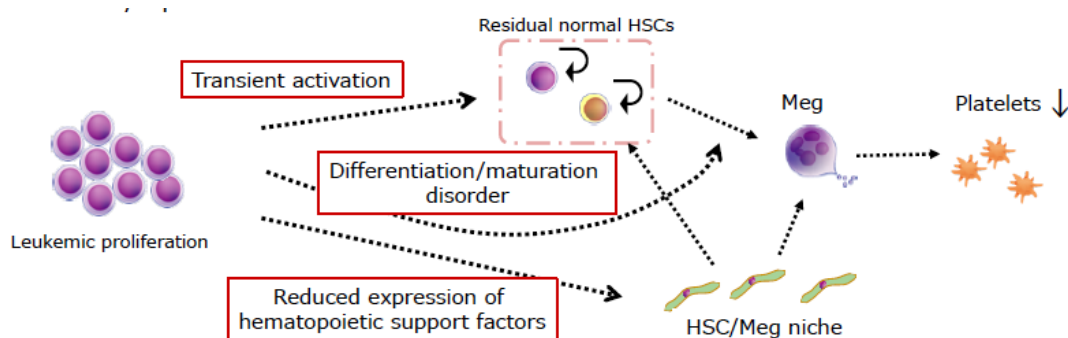 Residual normal HSCs
Transient activation
Meg
Platelets ↓
Differentiation/maturation
disorder
Leukemic proliferation
Reduced expression of
hematopoietic support factors
HSC/Meg niche